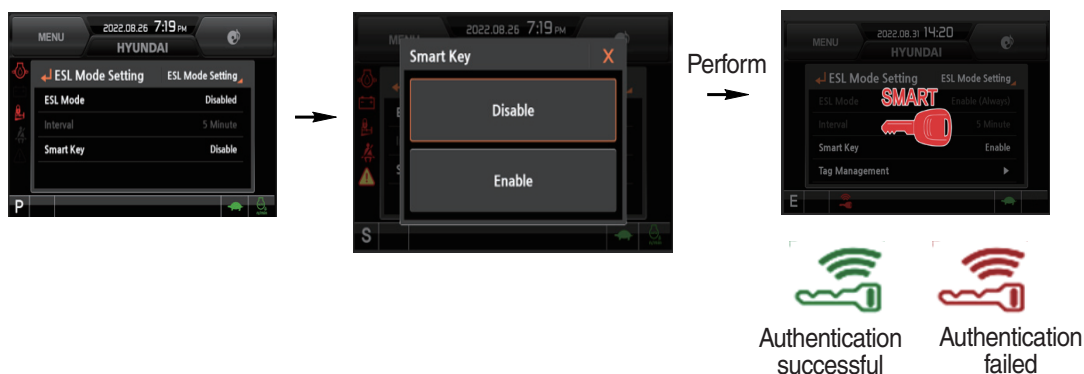 MENU
2022.08.26 7:19 PM
HYUNDAI
ESL Mode Setting
ESL Mode Setting
ESL Mode
Disabled
Interval
5 Minute
Smart Key
Disable
P
2022.08.26 7:19 PM
Smart Key
X
Disable
Enable
S
Perform
MENU
2022.08.31 14:20
HYUNDAI
ESL Mode Setting
ESL Mode Setting
ESL Mode
Enable (Always)
SMART
Interval
5 Minute
Smart Key
Enable
Tag Management
E
Authentication
successful
Authentication
failed